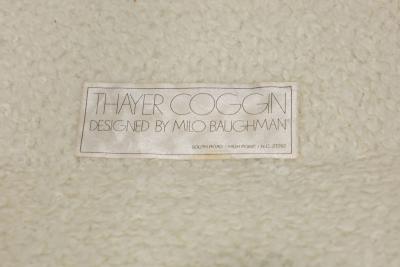 THAYER COGGIN
DESIGNED BY MILO BAUGHMAN®
SOUTH ROAD / HIGH POINT / N.C. 27262